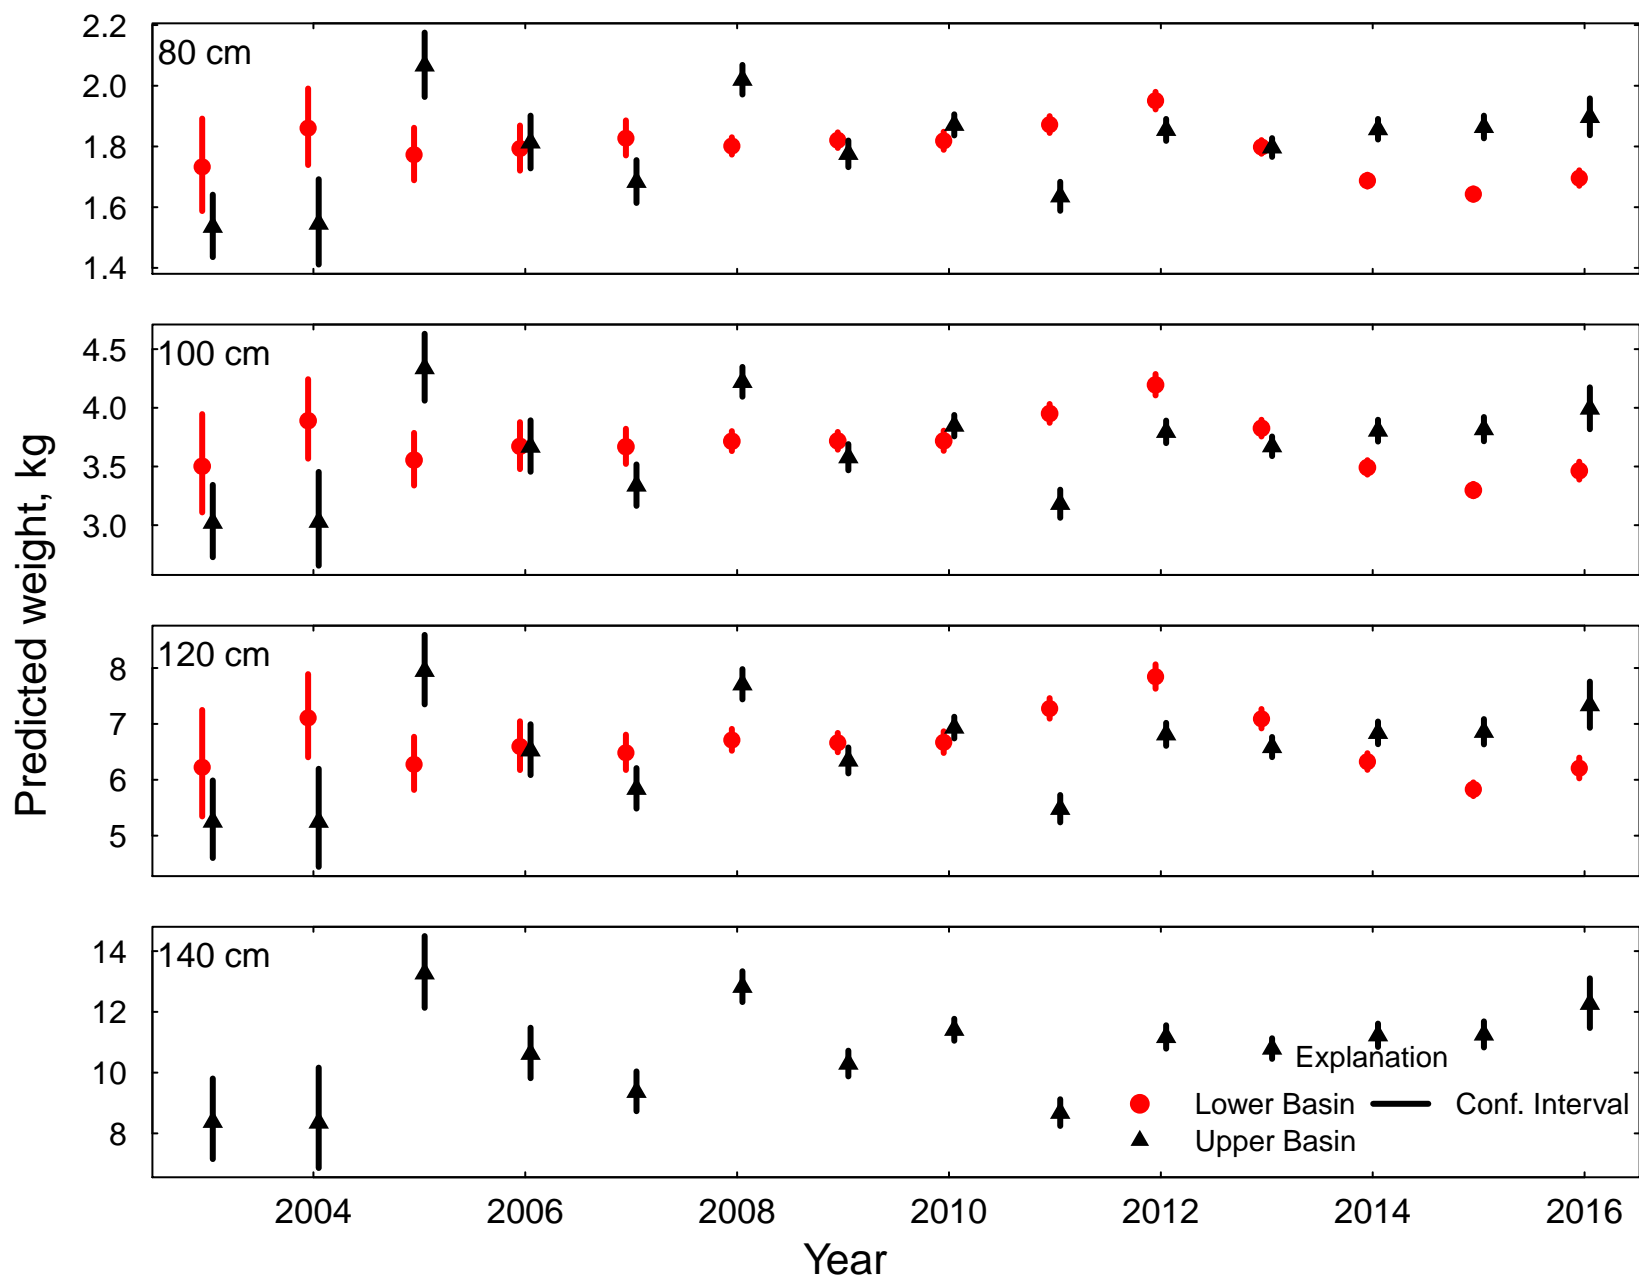 Predicted weight, kg
80 cm
2.2
2.0
1.8
1.6
1.4
100 cm
4.5
4.0
3.5
3.0
120 cm
8
7
6
5
140 cm
14
12
10
8
Explanation
Lower Basin Conf. Interval
Upper Basin
2004 2006 2008 2010 2012 2014 2016
Year